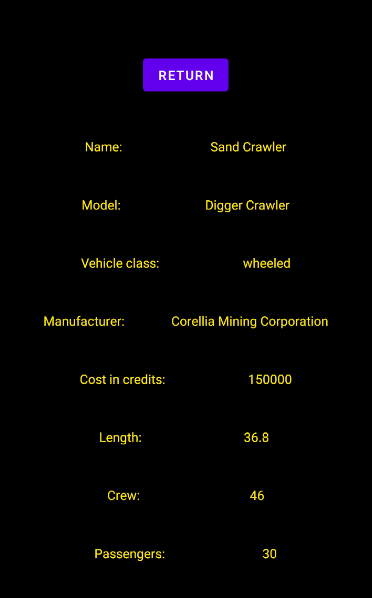 RETURN
Name: Sand Crawler
Model: Digger Crawler
Vehicle class: wheeled
Manufacturer: Corellia Mining Corporation
Cost in credits: 150000
Length: 36.8
Crew: 46
Passengers: 30